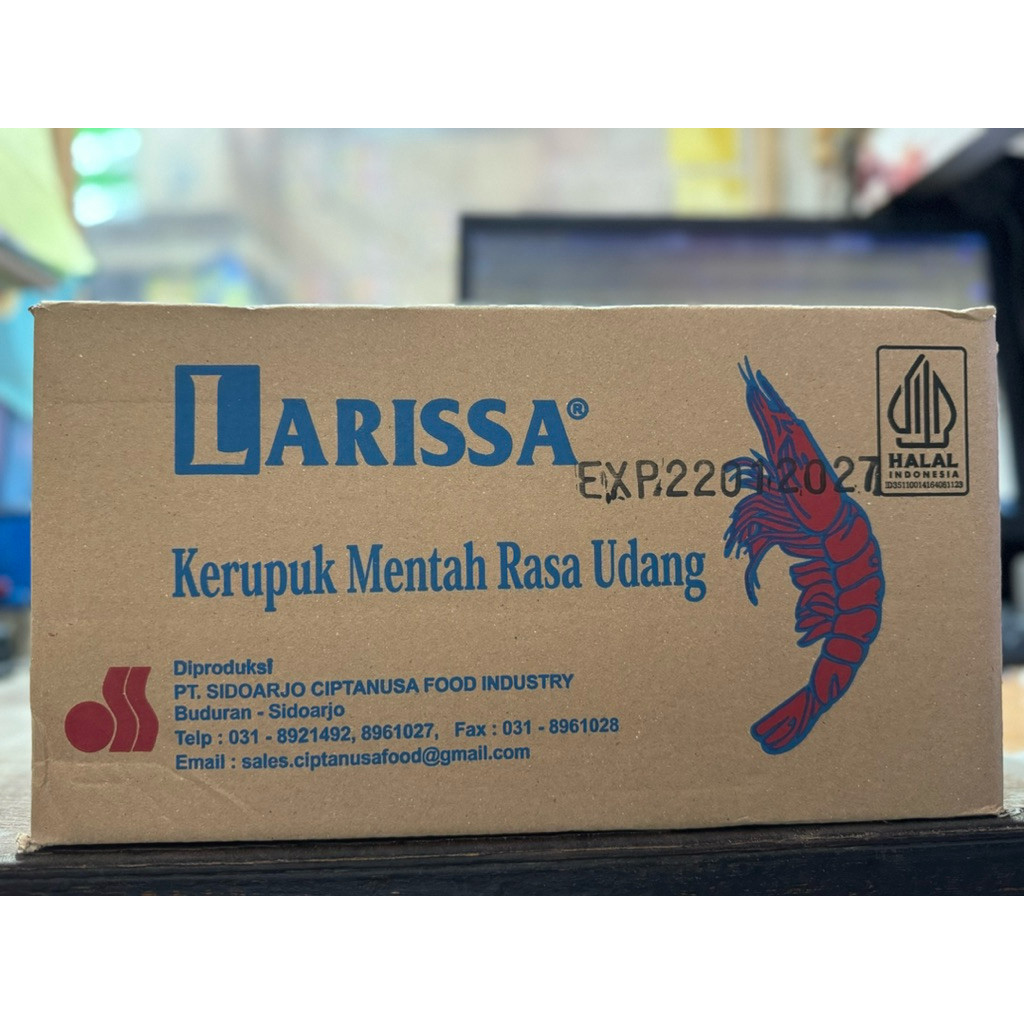 LARISSA®
EXP22012027
HALAL
INDONESIA
ID35110014164081123
Kerupuk Mentah Rasa Udang
Diproduksi
PT. SIDOARJO CIPTANUSA FOOD INDUSTRY
Buduran - Sidoarjo
Telp : 031 - 8921492, 8961027, Fax : 031 - 8961028
Email : sales.ciptanusafood@gmail.com